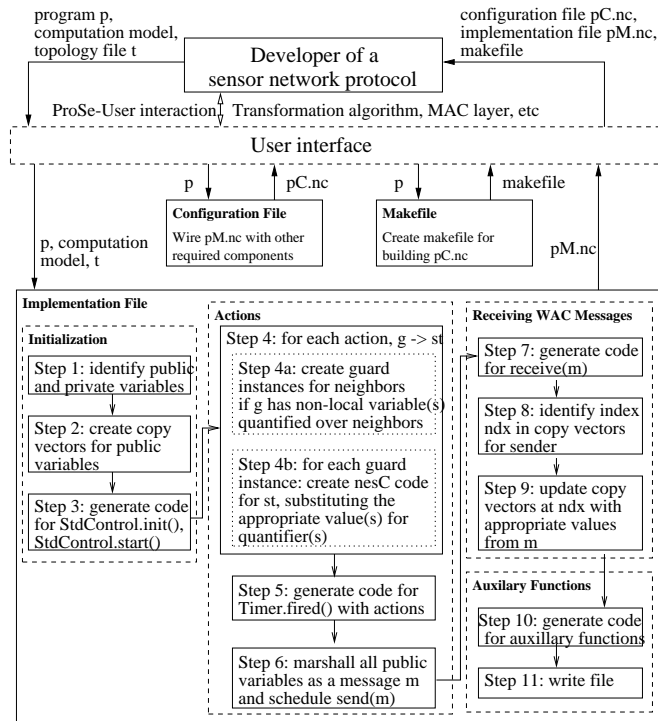 program p,
computation model,
topology file t
configuration file pC.nc,
implementation file pM.nc,
makefile
Developer of a
sensor network protocol
ProSe-User interaction
Transformation algorithm, MAC layer, etc
User interface
p
pC.nc
p
makefile
p, computation
model, t
Configuration File
Wire pM.nc with other
required components
Makefile
Create makefile for
building pC.nc
pM.nc
Implementation File
Initialization
Step 1: identify public
and private variables
Step 2: create copy
vectors for public
variables
Step 3: generate code
for StdControl.init(),
StdControl.start()
Actions
Step 4: for each action, g -> st
Step 4a: create guard
instances for neighbors
if g has non-local variable(s)
quantified over neighbors
Step 4b: for each guard
instance: create nesC code
for st, substituting the
appropriate value(s) for
quantifier(s)
Step 5: generate code for
Timer.fired() with actions
Step 6: marshall all public
variables as a message m
and schedule send(m)
Receiving WAC Messages
Step 7: generate code
for receive(m)
Step 8: identify index
ndx in copy vectors
for sender
Step 9: update copy
vectors at ndx with
appropriate values
from m
Auxilary Functions
Step 10: generate code
for auxillary functions
Step 11: write file